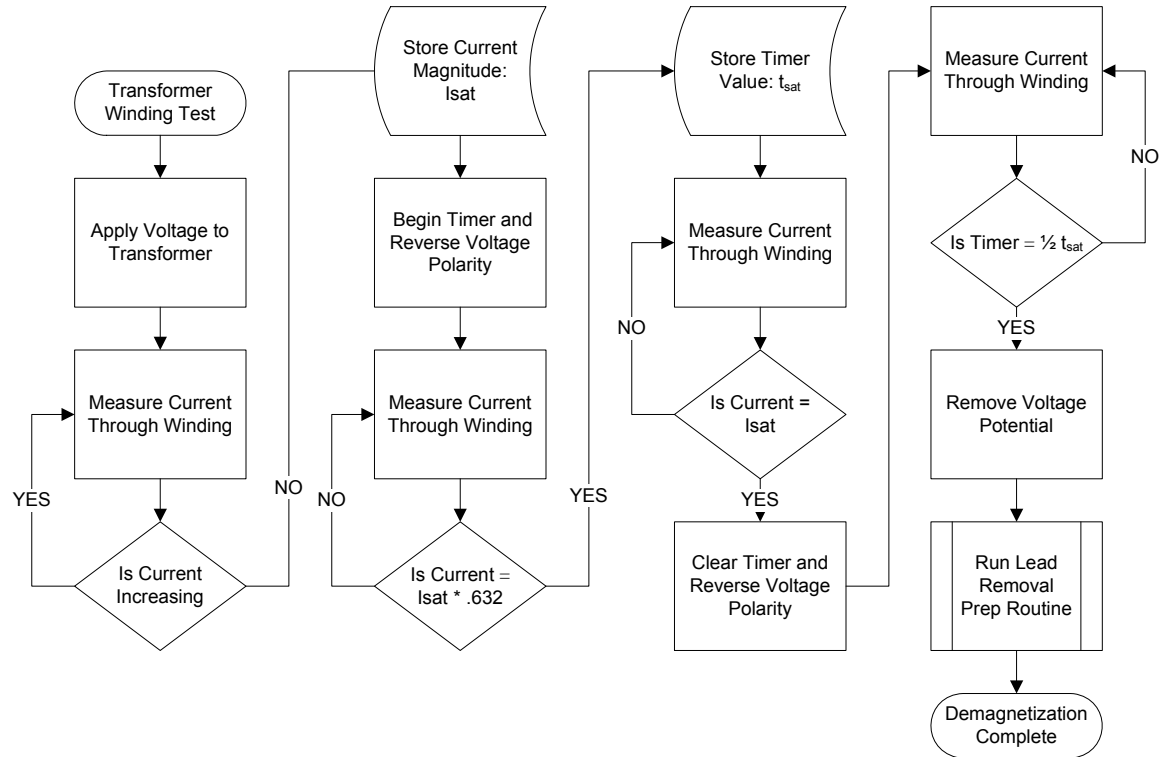 Transformer
Winding Test
Apply Voltage to
Transformer
Measure Current
Through Winding
YES
Is Current
Increasing
NO
Store Current
Magnitude:
Isat
Begin Timer and
Reverse Voltage
Polarity
Measure Current
Through Winding
NO
Is Current =
Isat * .632
YES
Store Timer
Value: tsat
Measure Current
Through Winding
NO
Is Current =
Isat
YES
Clear Timer and
Reverse Voltage
Polarity
Measure Current
Through Winding
NO
Is Timer = ½ tsat
YES
Remove Voltage
Potential
Run Lead
Removal
Prep Routine
Demagnetization
Complete